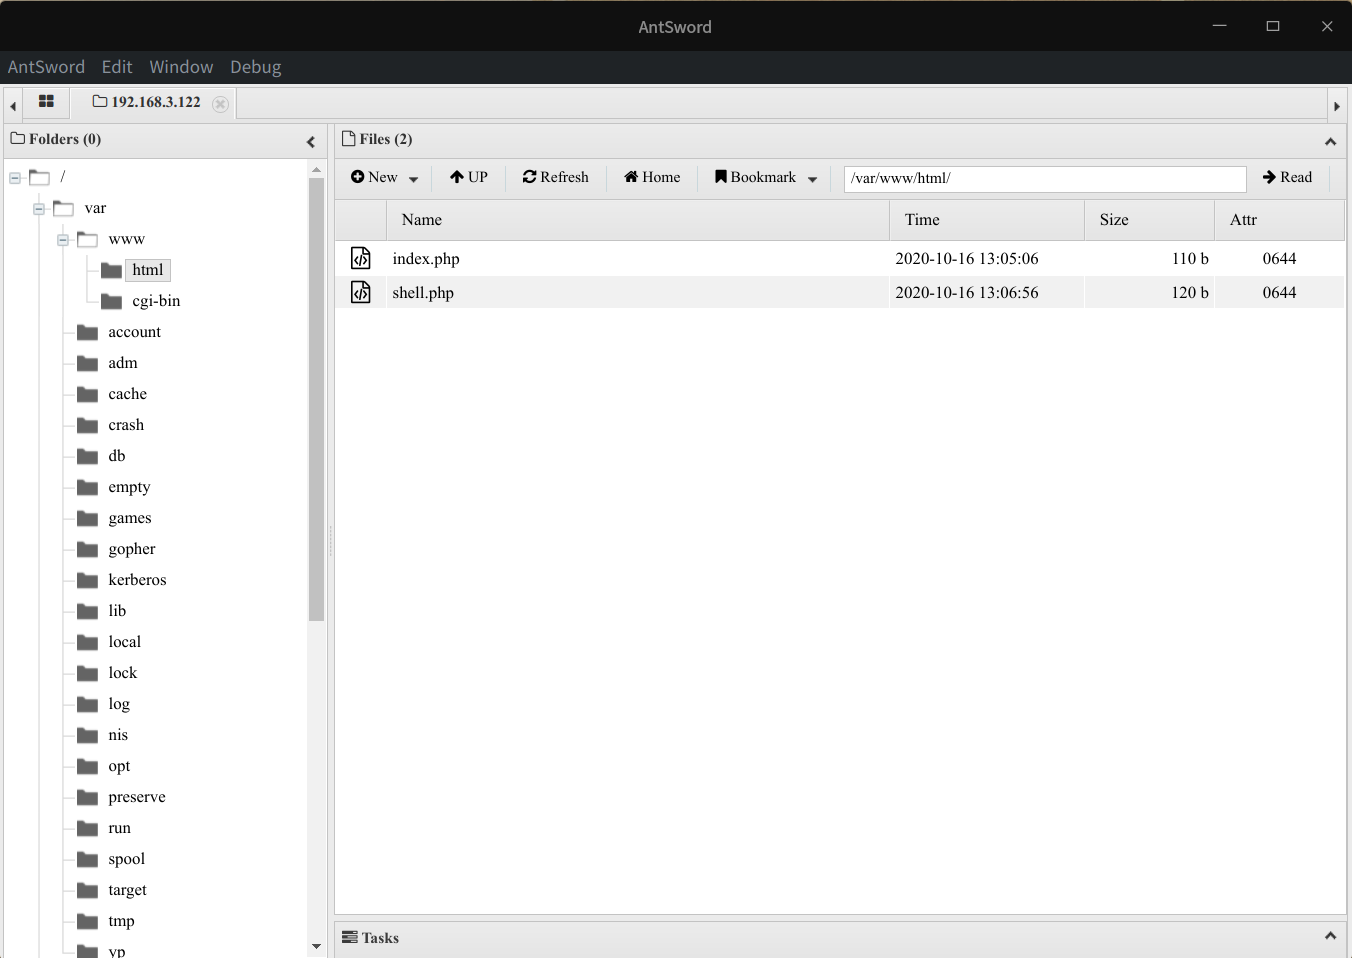 AntSword
AntSword Edit Window Debug
192.168.3.122
Folders (0)
/
var
www
html
cgi-bin
account
adm
cache
crash
db
empty
games
gopher
kerberos
lib
local
lock
log
nis
opt
preserve
run
spool
target
tmp
yp
Files (2)
New UP Refresh Home Bookmark /var/www/html/ Read
Name Time Size Attr
index.php 2020-10-16 13:05:06 110 b 0644
shell.php 2020-10-16 13:06:56 120 b 0644
Tasks